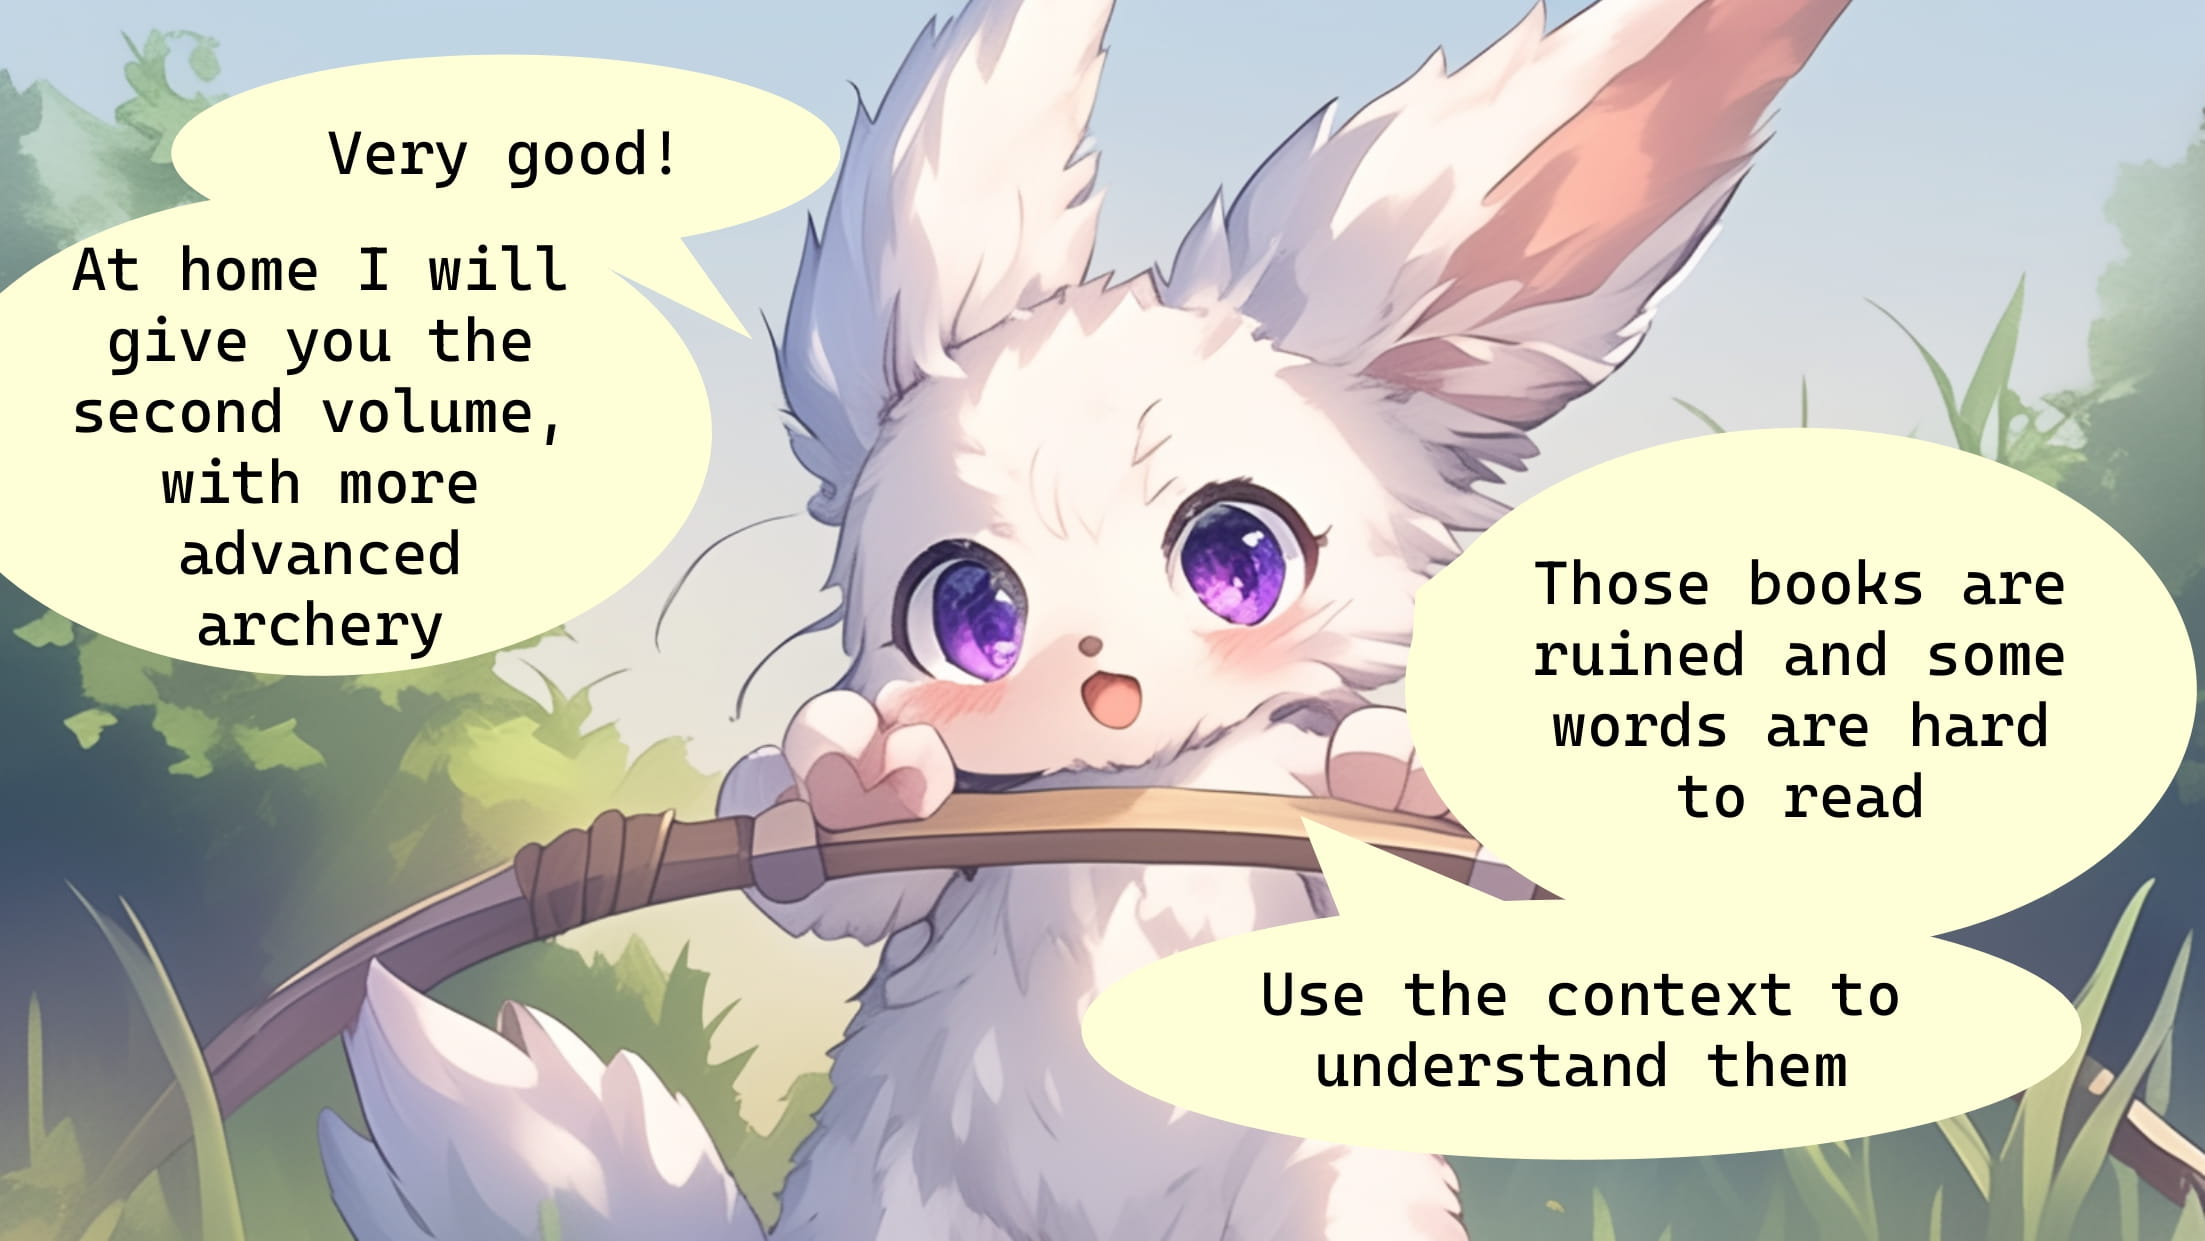 Very good!
At home I will
give you the
second volume,
with more
advanced
archery
Those books are
ruined and some
words are hard
to read
Use the context to
understand them